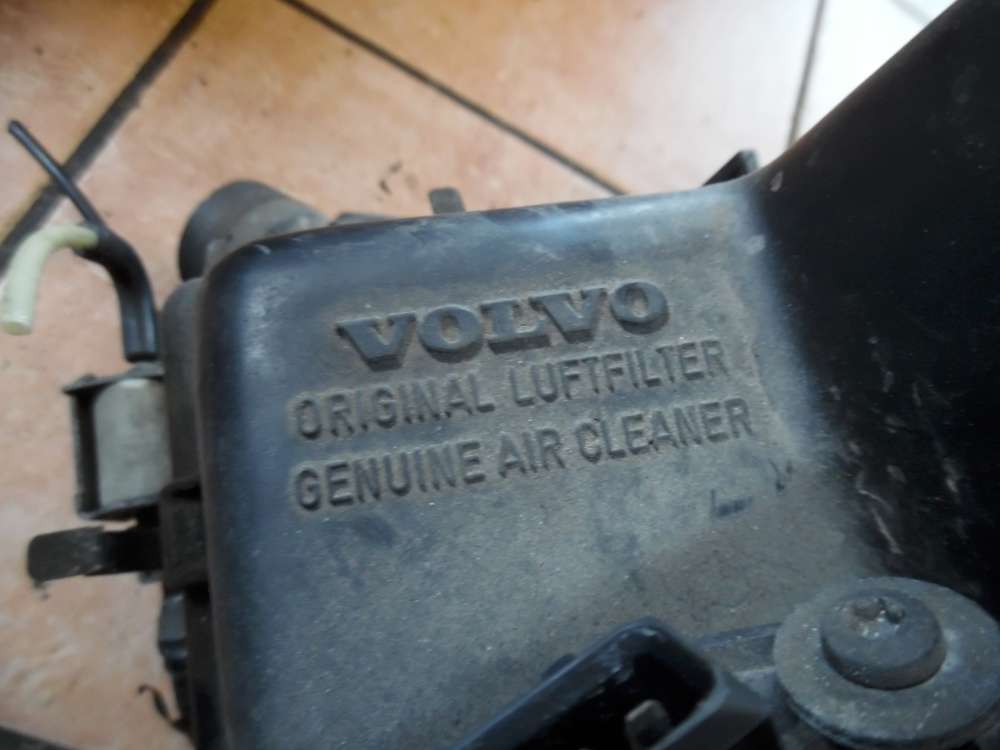 VOLVO
ORIGINAL LUFTFILTER
GENUINE AIR CLEANER